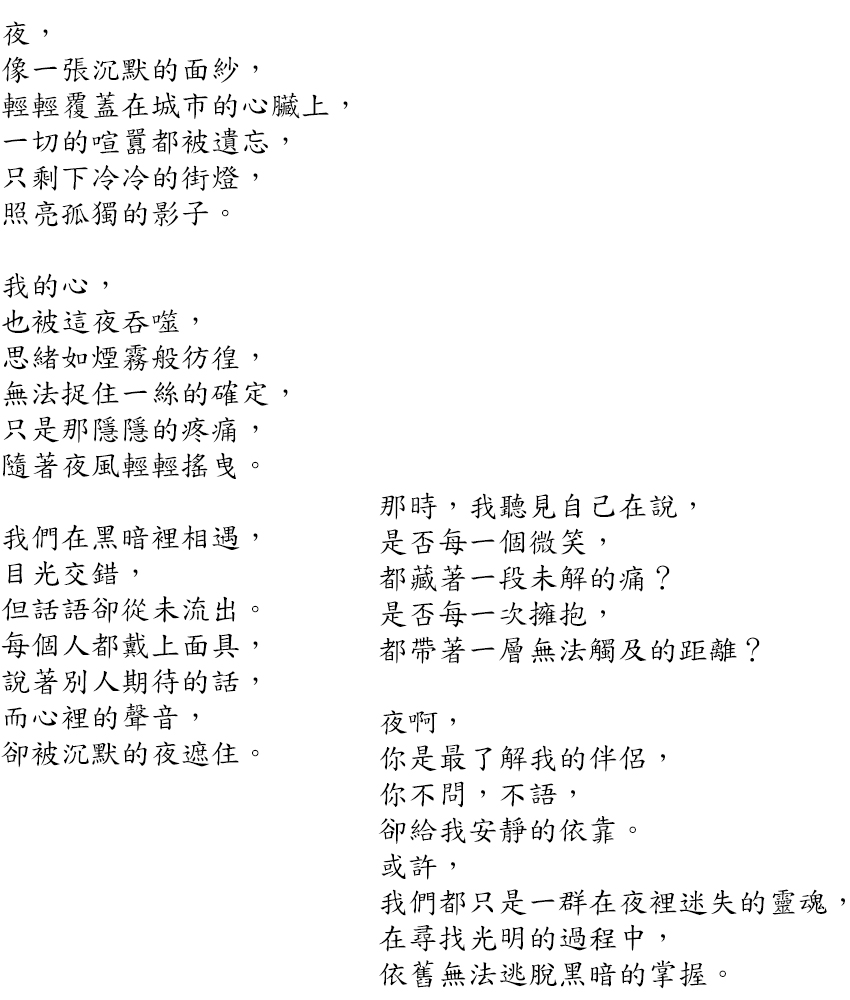 夜，
像一張沉默的面紗，
輕輕覆蓋在城市的心臟上，
一切的喧囂都被遺忘，
只剩下冷冷的街燈，
照亮孤獨的影子。

我的心，
也被這夜吞噬，
思緒如煙霧般彷徨，
無法捉住一絲的確定，
只是那隱隱的疼痛，
隨著夜風輕輕搖曳。

我們在黑暗裡相遇，
目光交錯，
但話語卻從未流出。
每個人都戴上面具，
說著別人期待的話，
而心裡的聲音，
卻被沉默的夜遮住。

那時，我聽見自己在說，
是否每一個微笑，
都藏著一段未解的痛？
是否每一次擁抱，
都帶著一層無法觸及的距離？

夜啊，
你是最了解我的伴侶，
你不問，不語，
卻給我安靜的依靠。
或許，
我們都只是一群在夜裡迷失的靈魂，
在尋找光明的過程中，
依舊無法逃脫黑暗的掌握。